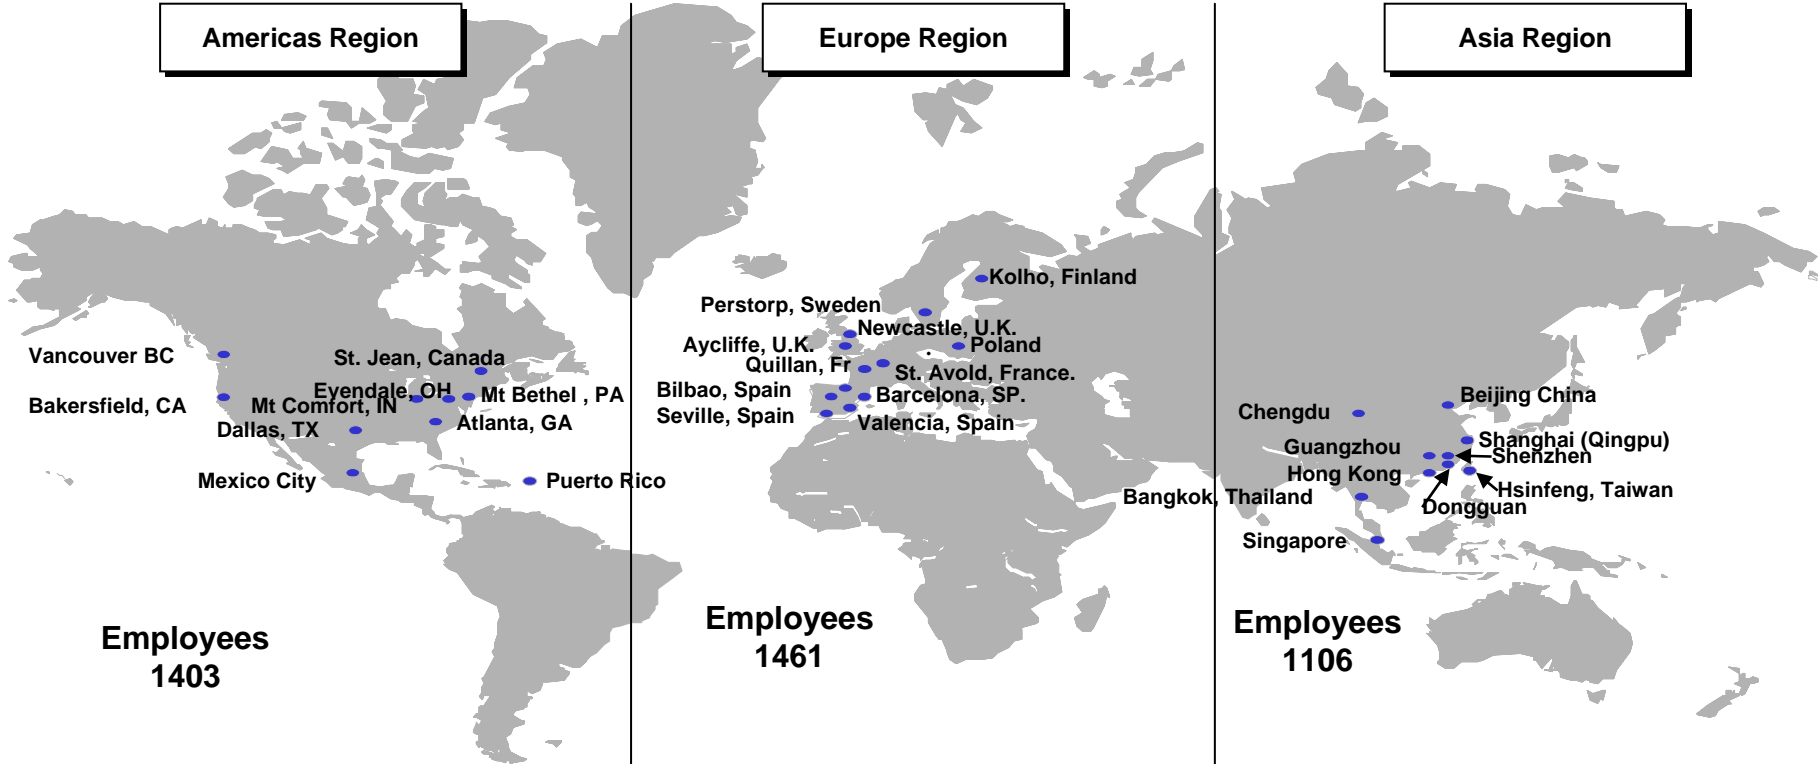 Americas Region
Europe Region
Asia Region
Vancouver BC
St. Jean, Canada
Bakersfield, CA
Eyendale, OH
Mt Comfort, IN
Mt Bethel , PA
Dallas, TX
Atlanta, GA
Mexico City
Puerto Rico
Employees
1403
Kolho, Finland
Perstorp, Sweden
Newcastle, U.K.
Aycliffe, U.K.
Poland
Quillan, Fr
St. Avold, France.
Bilbao, Spain
Barcelona, SP.
Seville, Spain
Valencia, Spain
Employees
1461
Beijing China
Chengdu
Shanghai (Qingpu)
Guangzhou
Shenzhen
Hong Kong
Hsinfeng, Taiwan
Bangkok, Thailand
Dongguan
Singapore
Employees
1106